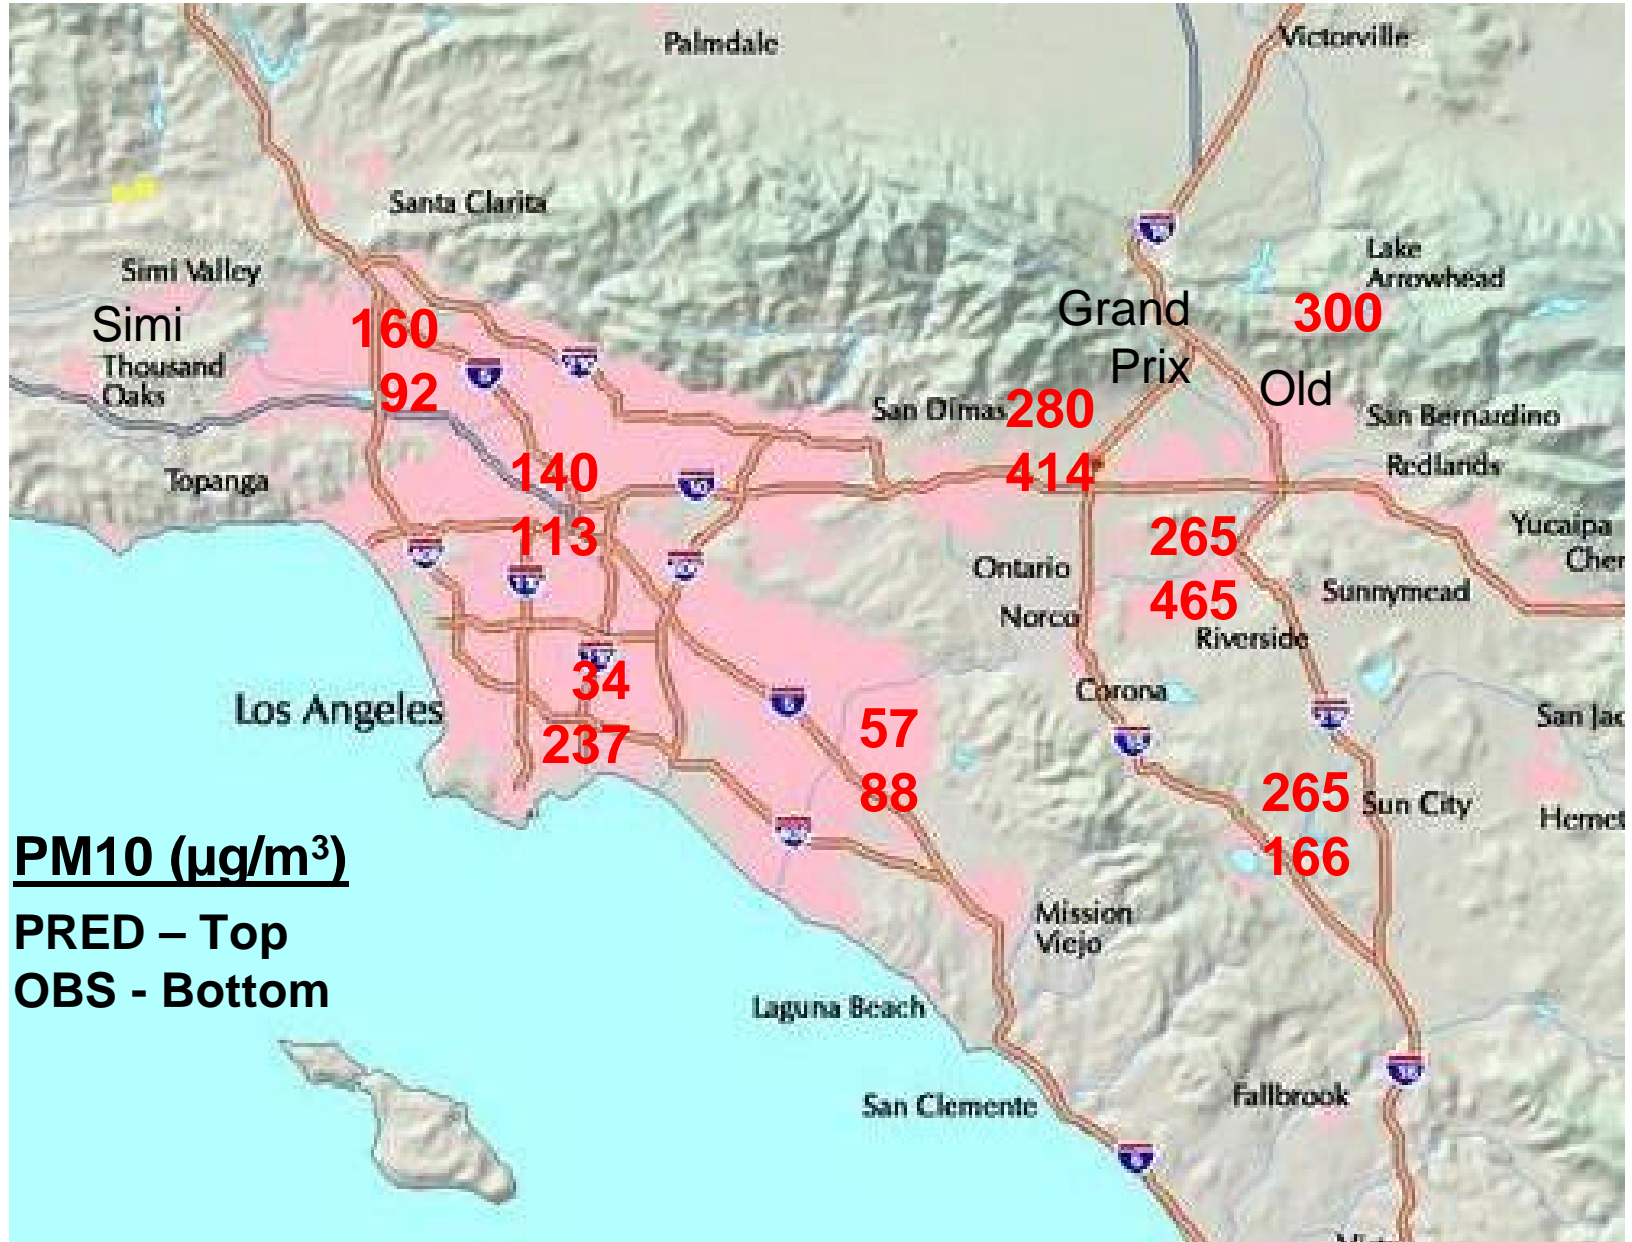 Palmdale
Victorville
Santa Clarita
Simi Valley
Lake
Arrowhead
Simi
160
Grand
Prix
300
Thousand
Oaks
92
San Dimas
280
Old
San Bernardino
Topanga
140
414
Redlands
113
265
Yucaipa
Cher
Ontario
465
Sunnymead
Norco
Riverside
34
Corona
Los Angeles
237
57
San Jac
88
265
Sun City
Hemet
166
PM10 (µg/m³)
PRED – Top
OBS - Bottom
Mission
Viejo
Laguna Beach
San Clemente
Fallbrook